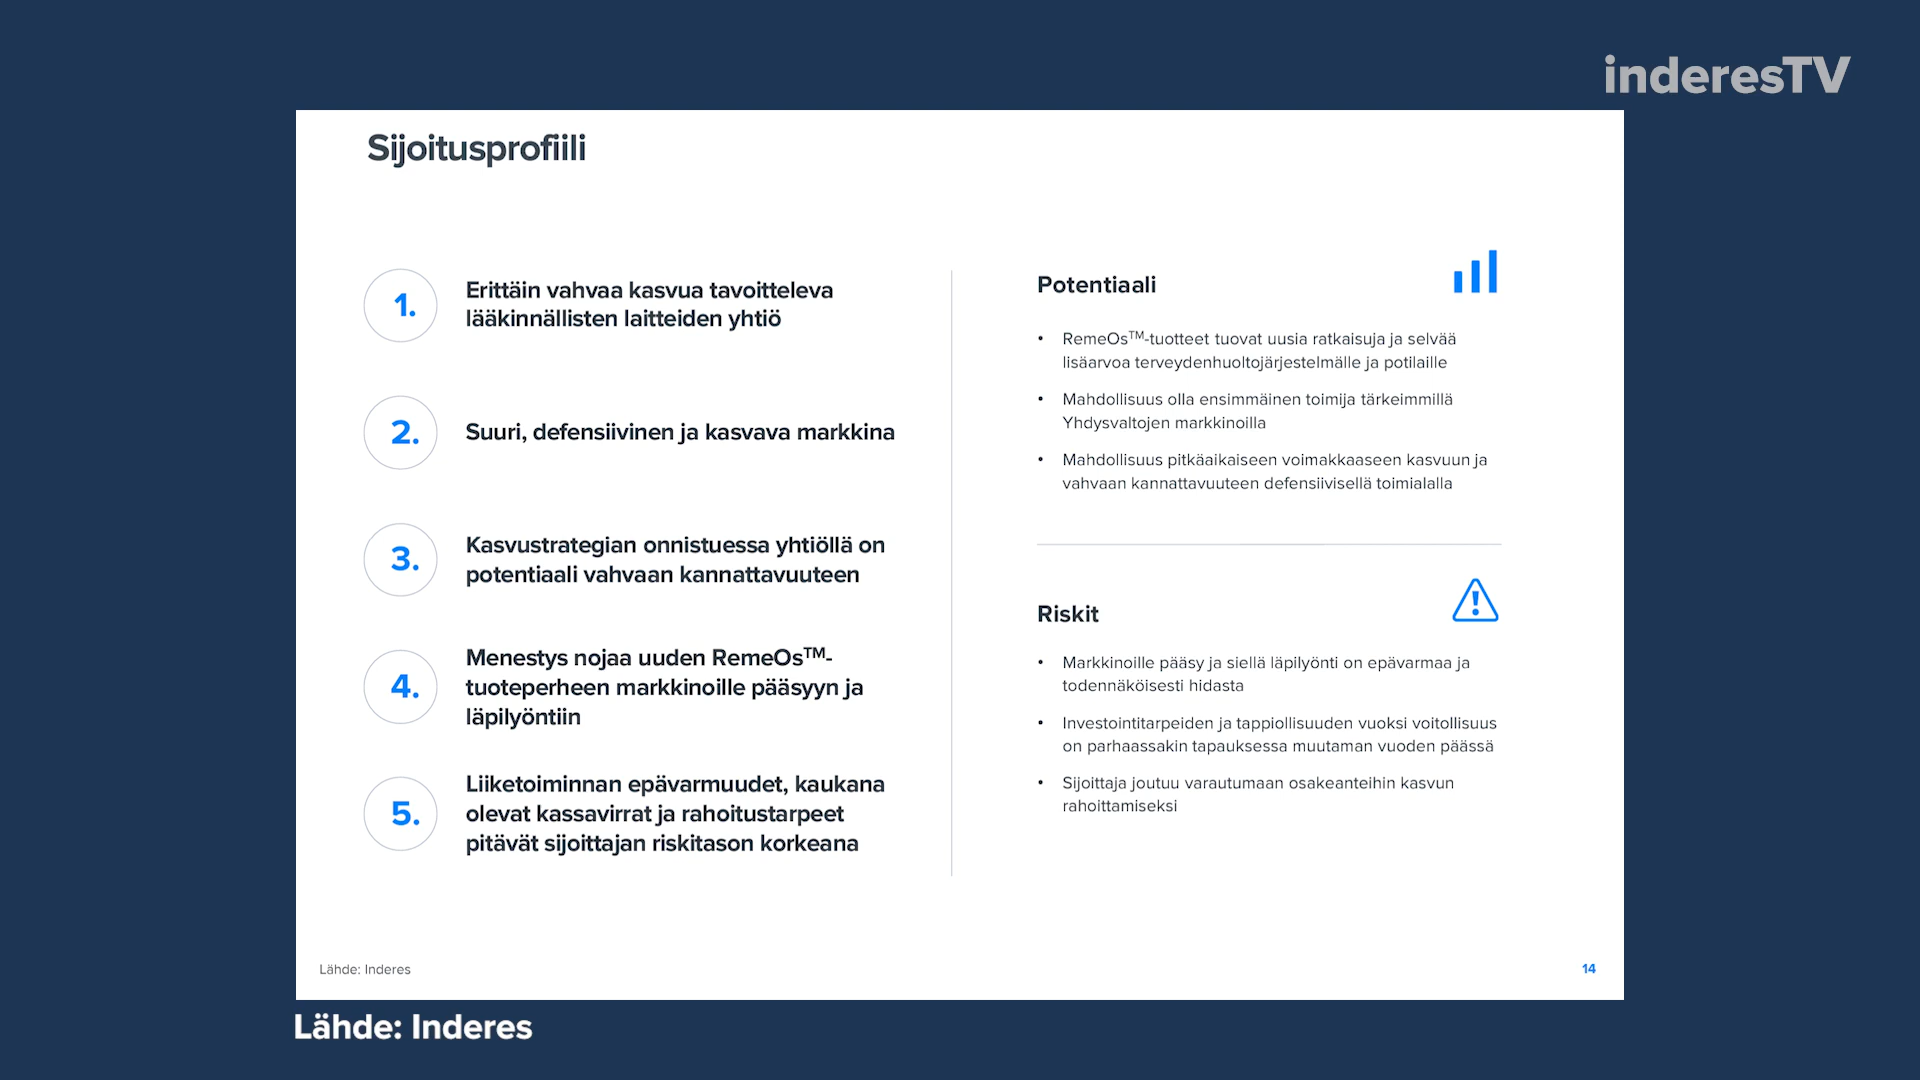 inderesTV
Sijoitusprofiili
1.
Erittäin vahvaa kasvua tavoitteleva
lääkinnällisten laitteiden yhtiö
2.
Suuri, defensiivinen ja kasvava markkina
3.
Kasvustrategian onnistuessa yhtiöllä on
potentiaali vahvaan kannattavuuteen
4.
Menestys nojaa uuden RemeOs™-
tuoteperheen markkinoille pääsyyn ja
läpilyöntiin
5.
Liiketoiminnan epävarmuudet, kaukana
olevat kassavirrat ja rahoitustarpeet
pitävät sijoittajan riskitason korkeana
Potentiaali
• RemeOs™-tuotteet tuovat uusia ratkaisuja ja selvää
lisäarvoa terveydenhuoltojärjestelmälle ja potilaille
• Mahdollisuus olla ensimmäinen toimija tärkeimmillä
Yhdysvaltojen markkinoilla
• Mahdollisuus pitkäaikaiseen voimakkaaseen kasvuun ja
vahvaan kannattavuuteen defensiivisellä toimialalla
Riskit
• Markkinoille pääsy ja siellä läpilyönti on epävarmaa ja
todennäköisesti hidasta
• Investointitarpeiden ja tappiollisuuden vuoksi voitollisuus
on parhaassakin tapauksessa muutaman vuoden päässä
• Sijoittaja joutuu varautumaan osakeanteihin kasvun
rahoittamiseksi
Lähde: Inderes
14
Lähde: Inderes